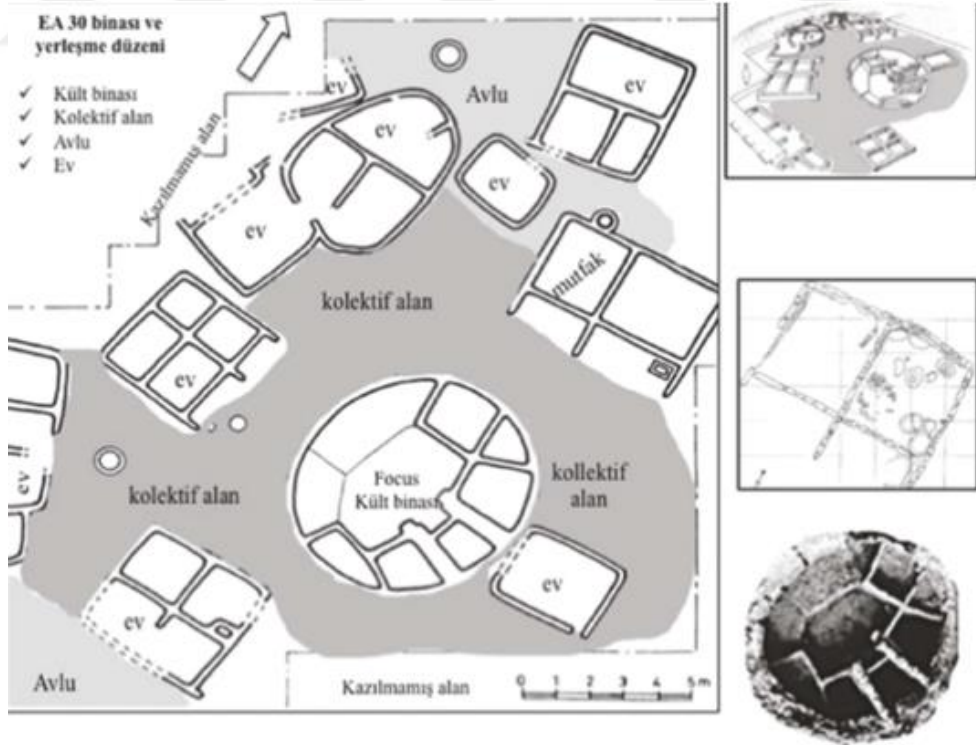 EA 30 binası ve
yerleşme düzeni
✓ Kült binası
✓ Kolektif alan
✓ Avlu
✓ Ev
Kazılmamış alan
ev
Avlu
ev
ev
ev
ev
mutfak
kolektif alan
ev
Focus
Kült binası
kollektif
alan
ev
kolektif alan
ev
ev
Avlu
Kazılmamış alan
0 1 2 3 4 5 m